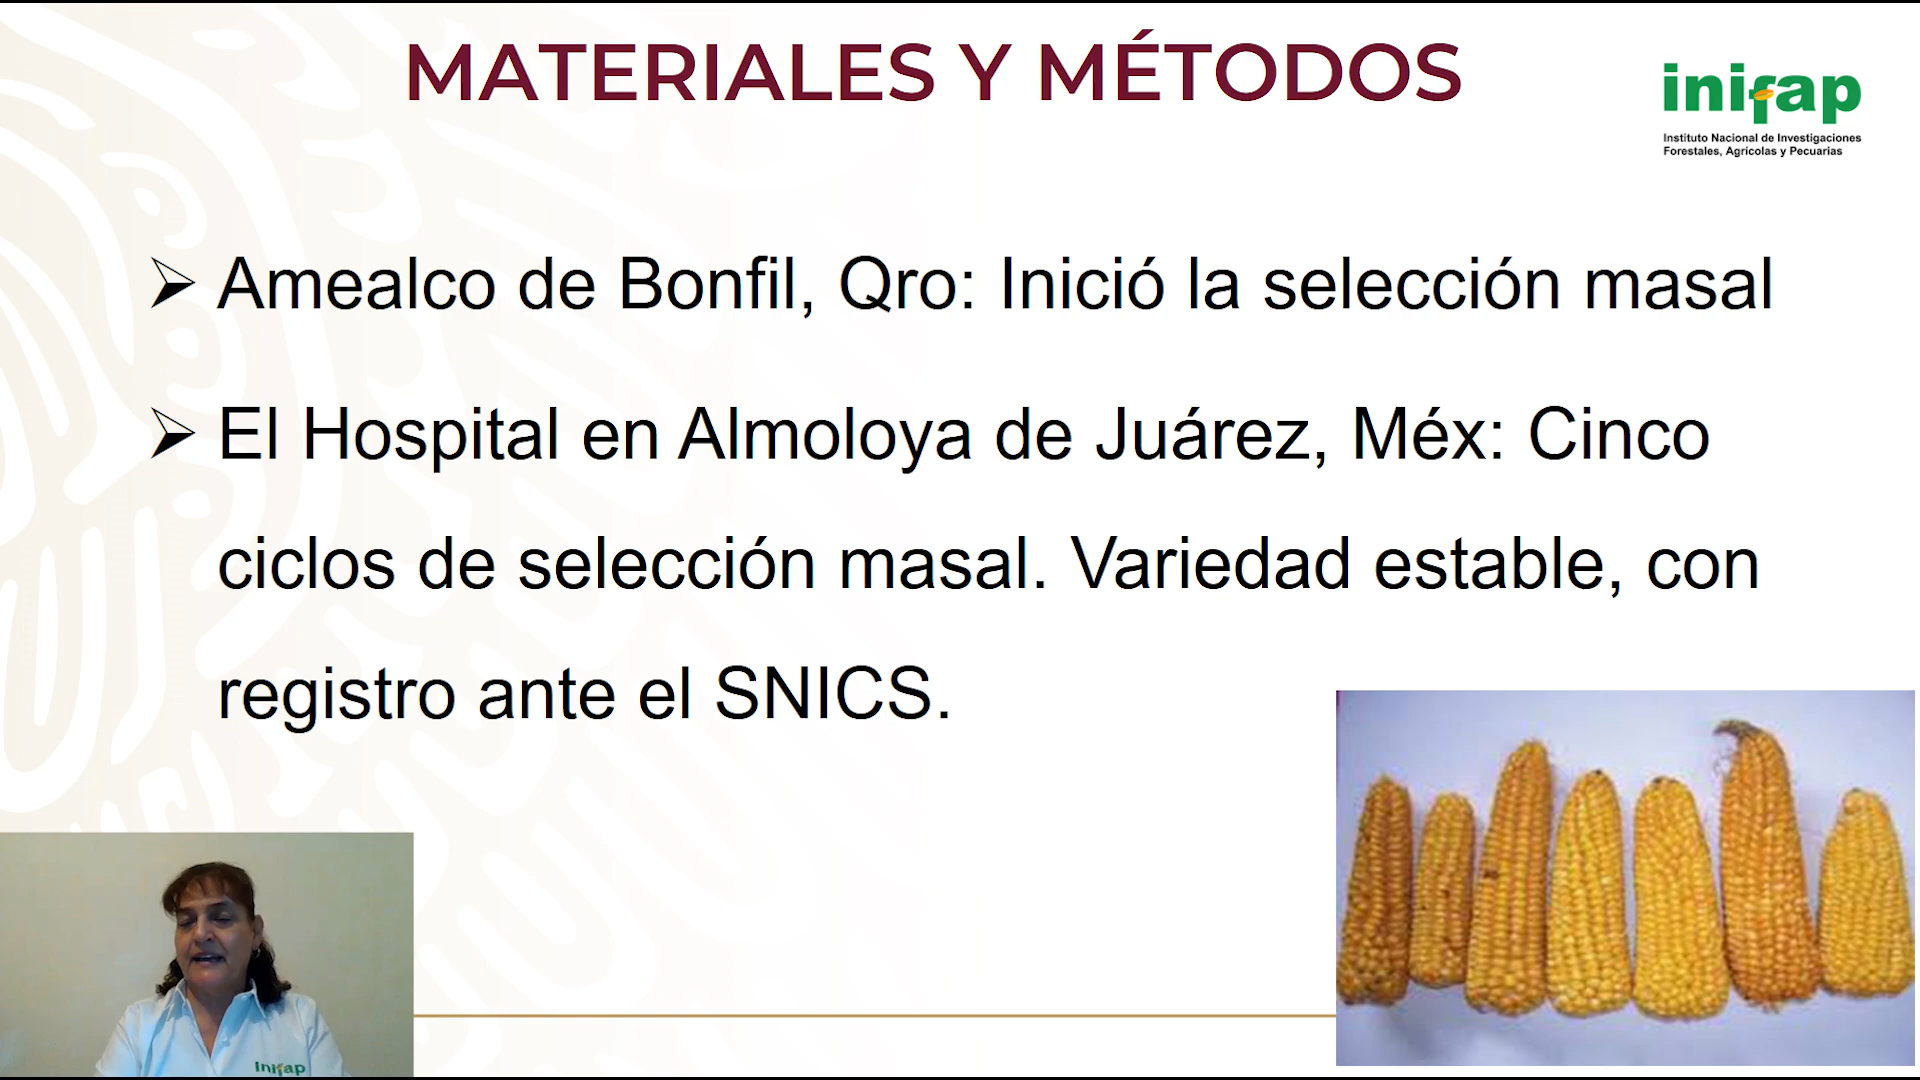 MATERIALES Y MÉTODOS
inifap
Instituto Nacional de Investigaciones
Forestales, Agrícolas y Pecuarias
➢ Amealco de Bonfil, Qro: Inició la selección masal
➢ El Hospital en Almoloya de Juárez, Méx: Cinco
ciclos de selección masal. Variedad estable, con
registro ante el SNICS.
inifap